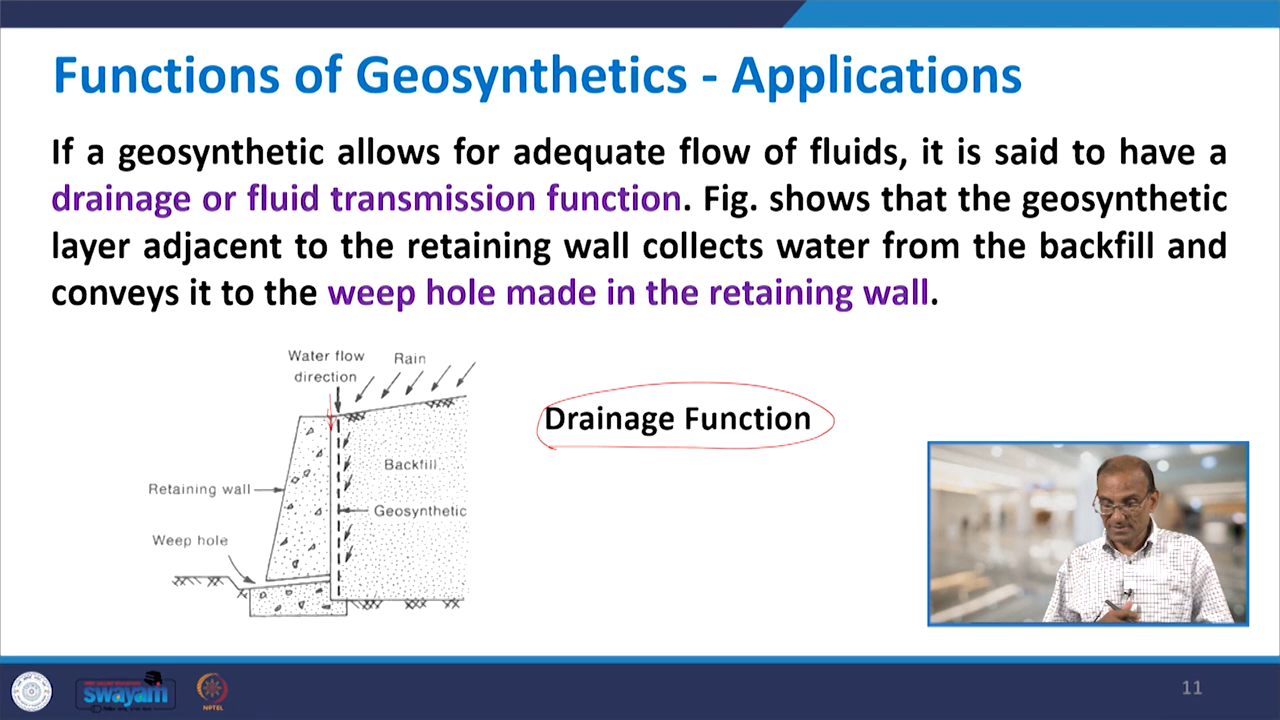 Functions of Geosynthetics - Applications
If a geosynthetic allows for adequate flow of fluids, it is said to have a
drainage or fluid transmission function. Fig. shows that the geosynthetic
layer adjacent to the retaining wall collects water from the backfill and
conveys it to the weep hole made in the retaining wall.
Water flow
direction
Rain
Drainage Function
Backfill
Retaining wall
Geosynthetic
Weep hole
swayam
NPTEL
11